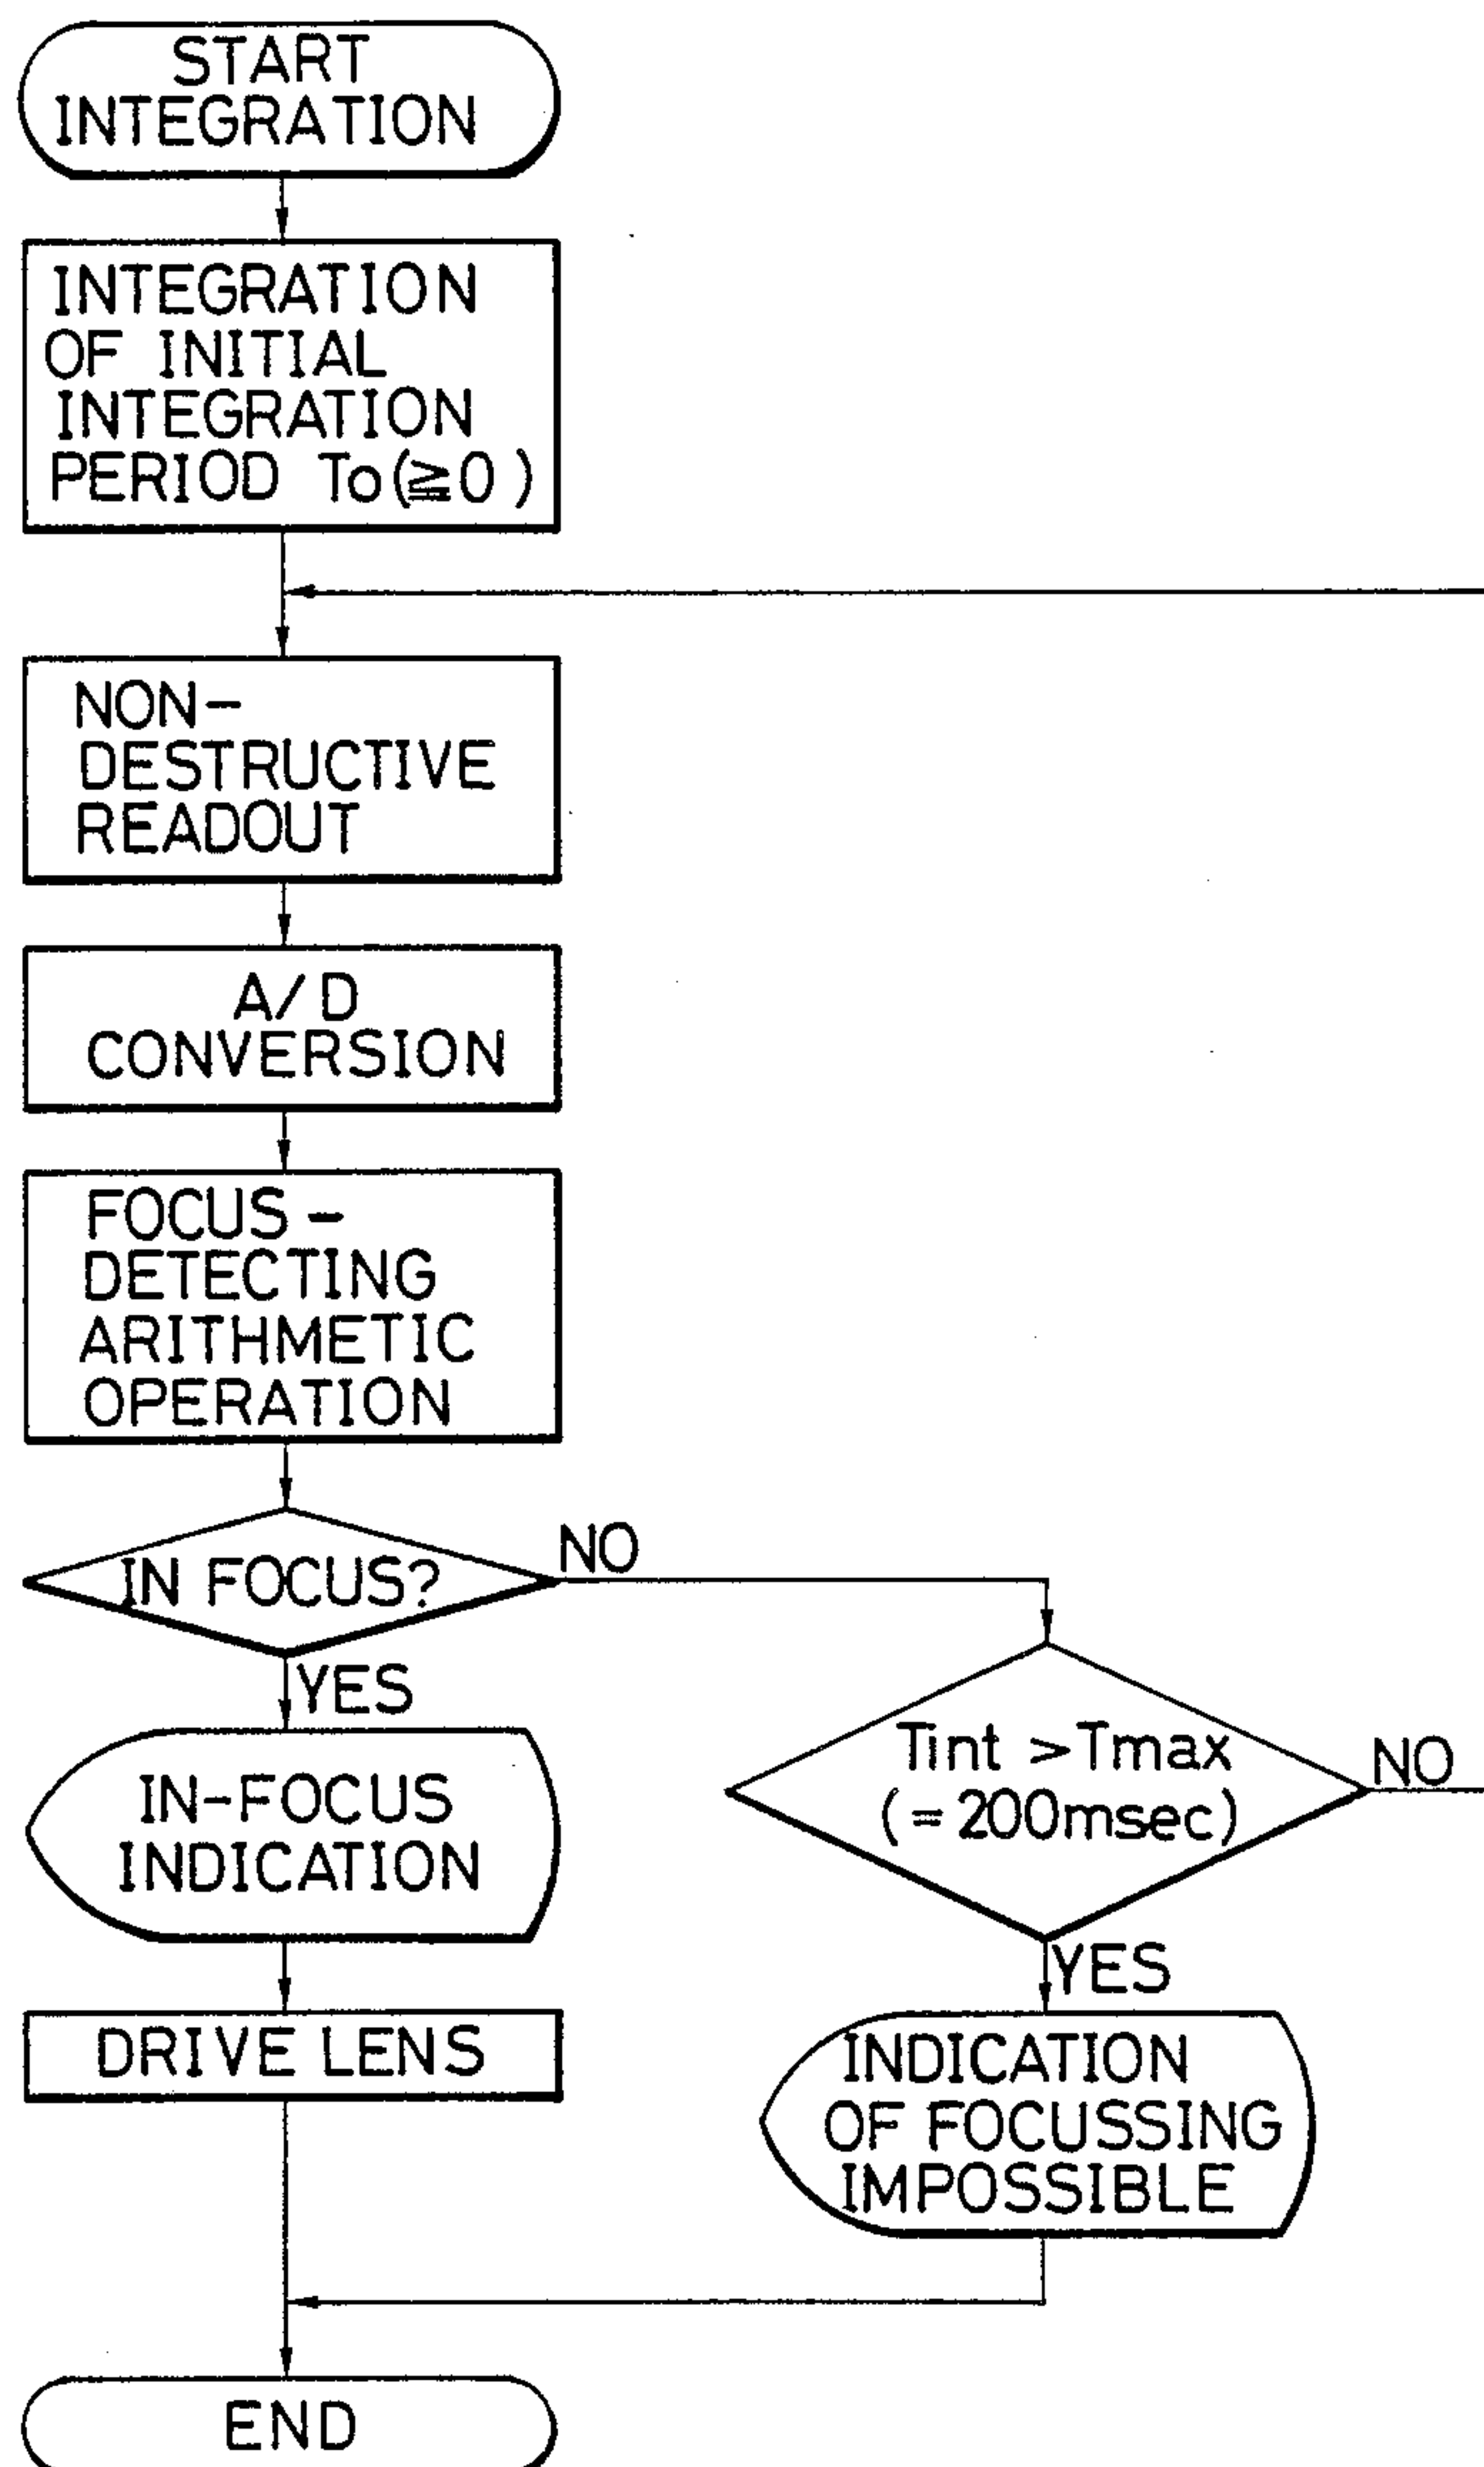 START
INTEGRATION
INTEGRATION
OF INITIAL
INTEGRATION
PERIOD To(≧0)
NON-
DESTRUCTIVE
READOUT
A/D
CONVERSION
FOCUS-
DETECTING
ARITHMETIC
OPERATION
IN FOCUS?
NO
YES
IN-FOCUS
INDICATION
Tint >Tmax
(=200msec)
NO
YES
DRIVE LENS
INDICATION
OF FOCUSSING
IMPOSSIBLE
END